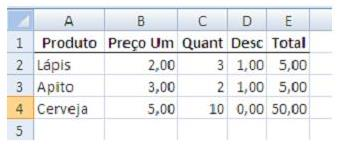 A B C D E
1 Produto Preço Um Quant Desc Total
2 Lápis 2,00 3 1,00 5,00
3 Apito 3,00 2 1,00 5,00
4 Cerveja 5,00 10 0,00 50,00
5